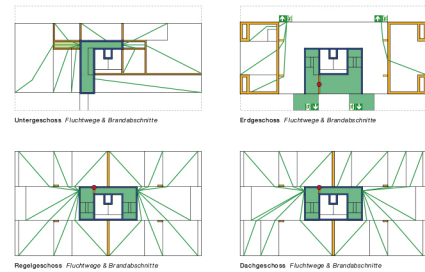 Untergeschoss Fluchtwege & Brandabschnitte
Erdgeschoss Fluchtwege & Brandabschnitte
Regelgeschoss Fluchtwege & Brandabschnitte
Dachgeschoss Fluchtwege & Brandabschnitte